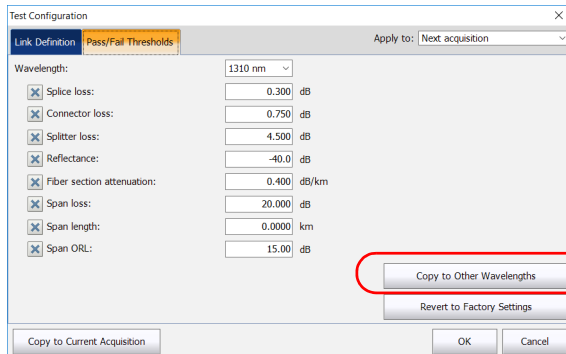 Test Configuration
Link Definition Pass/Fail Thresholds Apply to: Next acquisition
Wavelength: 1310 nm
Splice loss: 0.300 dB
Connector loss: 0.750 dB
Splitter loss: 4.500 dB
Reflectance: -40.0 dB
Fiber section attenuation: 0.400 dB/km
Span loss: 20.000 dB
Span length: 0.0000 km
Span ORL: 15.00 dB
Copy to Other Wavelengths
Revert to Factory Settings
Copy to Current Acquisition OK Cancel